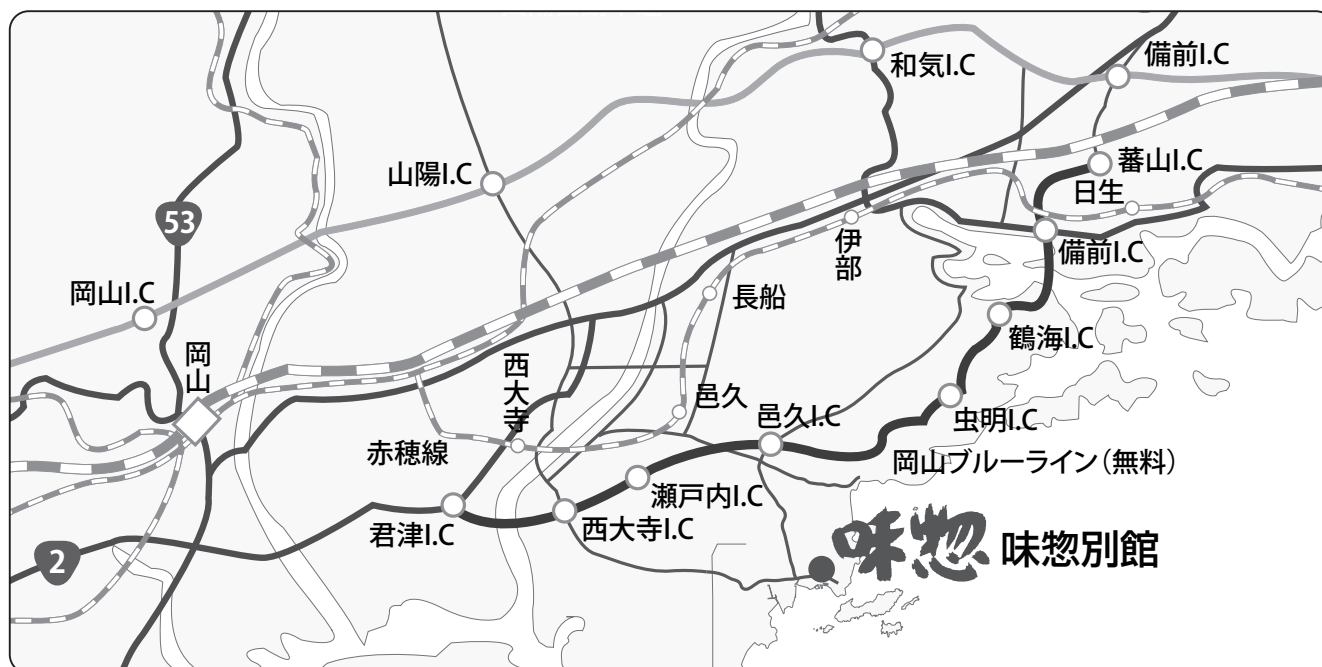 和気I.C
備前I.C
山陽I.C
蕃山I.C
日生
53
伊部
備前I.C
岡山I.C
長船
鶴海I.C
岡山
西大寺
邑久
邑久I.C
虫明I.C
赤穂線
岡山ブルーライン（無料）
瀬戸内I.C
君津I.C
西大寺I.C
2
味惣 味惣別館